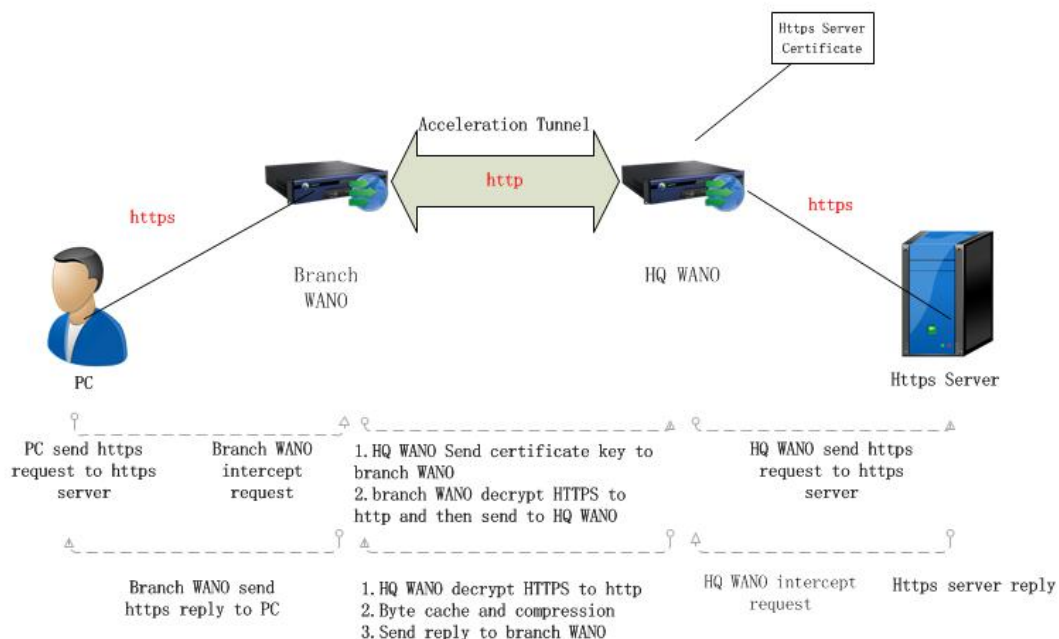 Https Server
Certificate
Acceleration Tunnel
http
https
https
Branch
WANO
HQ WANO
PC
Https Server
PC send https
request to https
server
Branch WANO
intercept
request
1.HQ WANO Send certificate key to
branch WANO
2.branch WANO decrypt HTTPS to
http and then send to HQ WANO
HQ WANO send https
request to https
server
Branch WANO send
https reply to PC
1.HQ WANO decrypt HTTPS to http
2.Byte cache and compression
3.Send reply to branch WANO
HQ WANO intercept
request
Https server reply